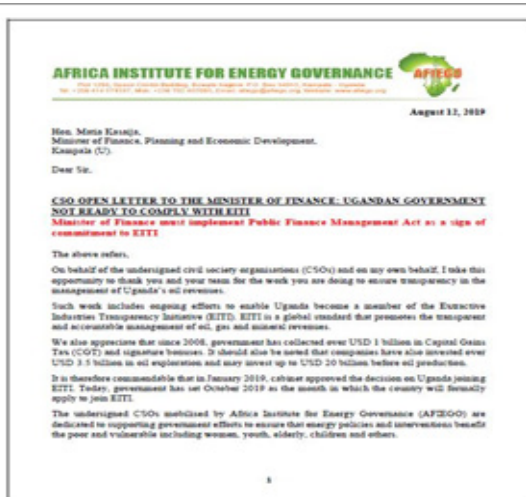 AFRICA INSTITUTE FOR ENERGY GOVERNANCE
AFIEGO
August 12, 2019
Hon. Matia Kasaija,
Minister of Finance, Planning and Economic Development,
Kampala (U).
Dear Sir,
CSO OPEN LETTER TO THE MINISTER OF FINANCE: UGANDAN GOVERNMENT
NOT READY TO COMPLY WITH EITI
Minister of Finance must implement Public Finance Management Act as a sign of
commitment to EITI
The above refers,
On behalf of the undersigned civil society organisations (CSOs) and on my own behalf, I take this
opportunity to thank you and your team for the work you are doing to ensure transparency in the
management of Uganda's oil revenues.
Such work includes ongoing efforts to enable Uganda become a member of the Extractive
Industries Transparency Initiative (EITI). EITI is a global standard that promotes the transparent
and accountable management of oil, gas and mineral revenues.
We also appreciate that since 2008, government has collected over USD 1 billion in Capital Gains
Tax (CGT) and signature bonuses. It should also be noted that companies have also invested over
USD 3.5 billion in oil exploration and may invest up to USD 20 billion before oil production.
It is therefore commendable that in January 2019, cabinet approved the decision on Uganda joining
EITI. Today, government has set October 2019 as the month in which the country will formally
apply to join EITI.
The undersigned CSOs mobilised by Africa Institute for Energy Governance (AFIEGO) are
dedicated to supporting government efforts to ensure that energy policies and interventions benefit
the poor and vulnerable including women, youth, elderly, children and others.